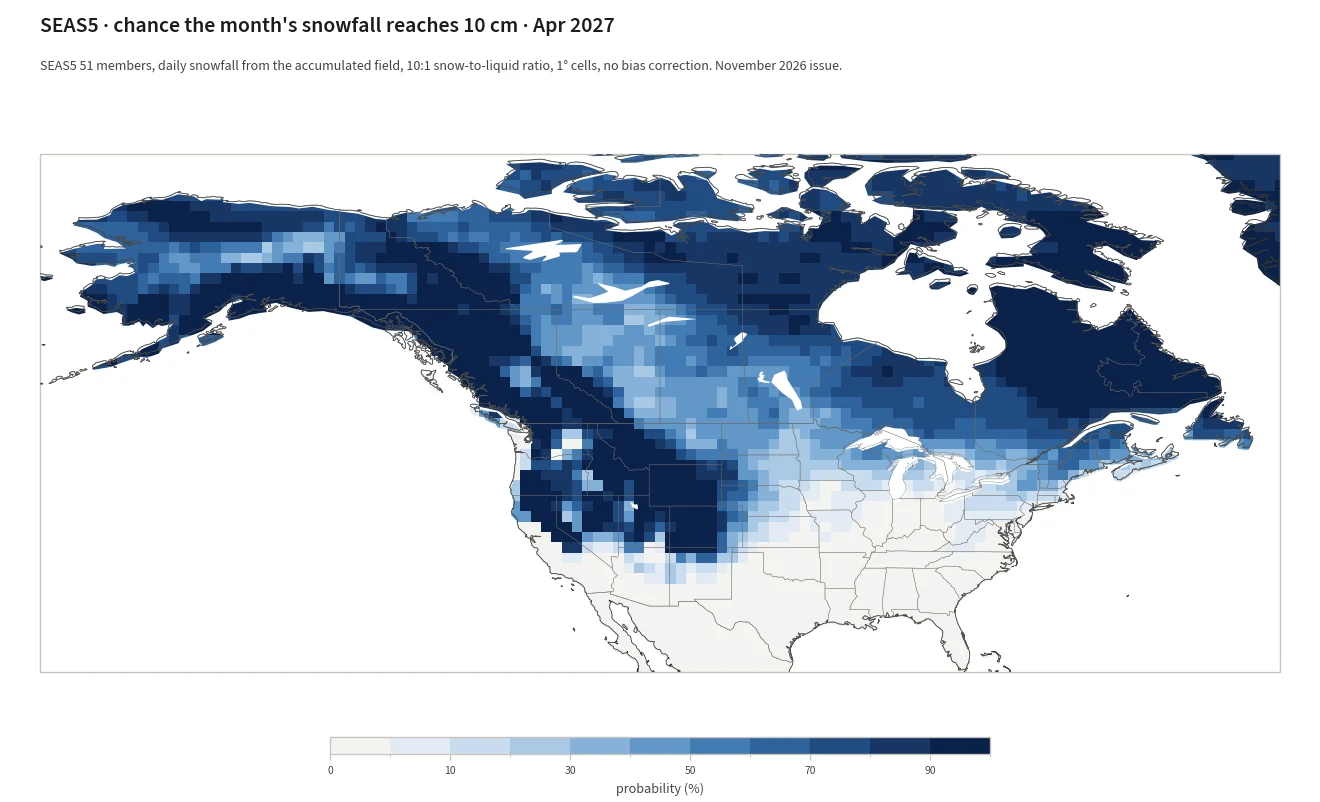 SEAS5 · chance the month's snowfall reaches 10 cm · Apr 2027
SEAS5 51 members, daily snowfall from the accumulated field, 10:1 snow-to-liquid ratio, 1° cells, no bias correction. November 2026 issue.
0 10 30 50 70 90
probability (%)